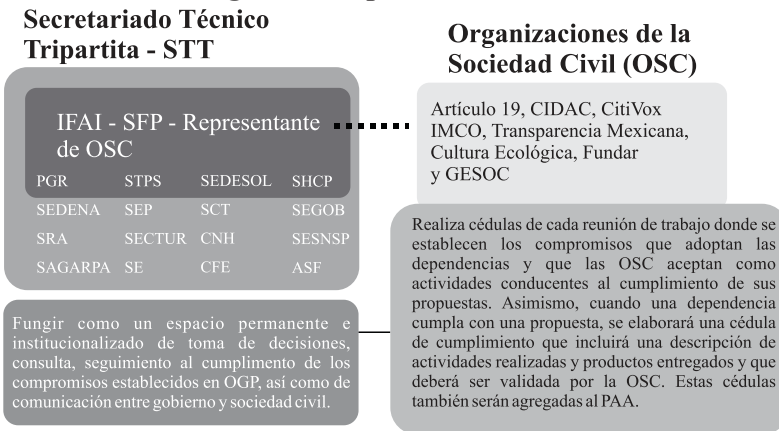 Secretariado Técnico
Tripartita - STT
IFAI - SFP - Representante
de OSC
PGR STPS SEDESOL SHCP
SEDENA SEP SCT SEGOB
SRA SECTUR CNH SESNSP
SAGARPA SE CFE ASF
Fungir como un espacio permanente e
institucionalizado de toma de decisiones,
consulta, seguimiento al cumplimento de los
compromisos establecidos en OGP, así como de
comunicación entre gobierno y sociedad civil.
Organizaciones de la
Sociedad Civil (OSC)
Artículo 19, CIDAC, CitiVox
IMCO, Transparencia Mexicana,
Cultura Ecológica, Fundar
y GESOC
Realiza cédulas de cada reunión de trabajo donde se
establecen los compromisos que adoptan las
dependencias y que las OSC aceptan como
actividades conducentes al cumplimiento de sus
propuestas. Asimismo, cuando una dependencia
cumpla con una propuesta, se elaborará una cédula
de cumplimiento que incluirá una descripción de
actividades realizadas y productos entregados y que
deberá ser validada por la OSC. Estas cédulas
también serán agregadas al PAA.